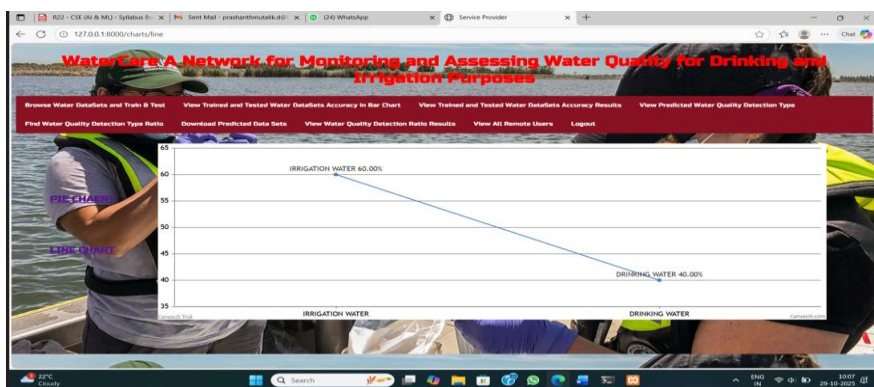 R22 - CSE (AI & ML) - Syllabus Bo
Sent Mail - prashanthmutalik.d@
(24) WhatsApp
Service Provider
127.0.0.1:8000/charts/line
Chat
WaterCare A Network for Monitoring and Assessing Water Quality for Drinking and
Irrigation Purposes
Browse Water DataSets and Train & Test
View Trained and Tested Water DataSets Accuracy in Bar Chart
View Trained and Tested Water DataSets Accuracy Results
View Predicted Water Quality Detection Type
Find Water Quality Detection Type Ratio
Download Predicted Data Sets
View Water Quality Detection Ratio Results
View All Remote Users
Logout
65
IRRIGATION WATER 60.00%
60
PIE CHAERT
55
50
LINE CHART
45
DRINKING WATER 40.00%
40
35
CanvasJS Trial
IRRIGATION WATER
DRINKING WATER
CanvasJS.com
22°C
Cloudy
Search
ENG
IN
10:07
29-10-2025